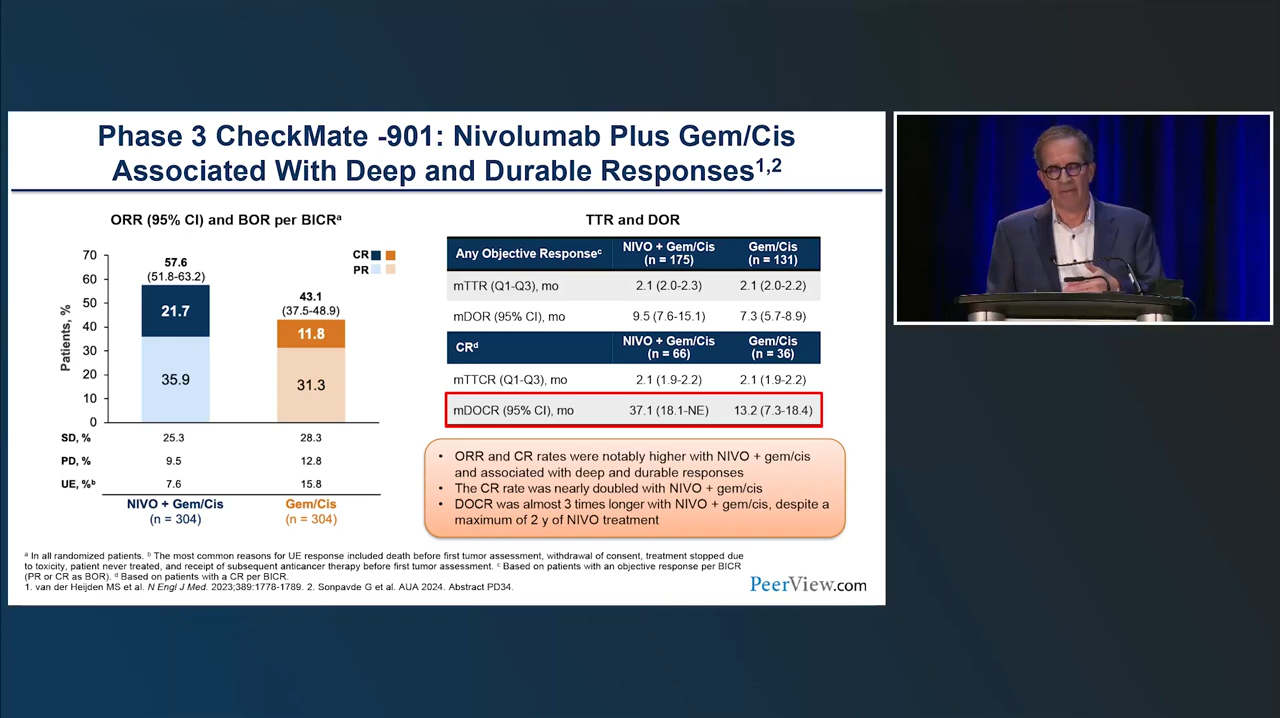 Phase 3 CheckMate -901: Nivolumab Plus Gem/Cis
Associated With Deep and Durable Responses1,2
ORR (95% CI) and BOR per BICRa
CR
PR
Patients, %
70
60
50
40
30
20
10
0
57.6
(51.8-63.2)
21.7
35.9
43.1
(37.5-48.9)
11.8
31.3
SD, % 25.3 28.3
PD, % 9.5 12.8
UE, %b 7.6 15.8
NIVO + Gem/Cis Gem/Cis
(n = 304) (n = 304)
TTR and DOR
Any Objective Responsec NIVO + Gem/Cis (n = 175) Gem/Cis (n = 131)
mTTR (Q1-Q3), mo 2.1 (2.0-2.3) 2.1 (2.0-2.2)
mDOR (95% CI), mo 9.5 (7.6-15.1) 7.3 (5.7-8.9)
CRd NIVO + Gem/Cis (n = 66) Gem/Cis (n = 36)
mTTCR (Q1-Q3), mo 2.1 (1.9-2.2) 2.1 (1.9-2.2)
mDOCR (95% CI), mo 37.1 (18.1-NE) 13.2 (7.3-18.4)
• ORR and CR rates were notably higher with NIVO + gem/cis
and associated with deep and durable responses
• The CR rate was nearly doubled with NIVO + gem/cis
• DOCR was almost 3 times longer with NIVO + gem/cis, despite a
maximum of 2 y of NIVO treatment
a In all randomized patients. b The most common reasons for UE response included death before first tumor assessment, withdrawal of consent, treatment stopped due
to toxicity, patient never treated, and receipt of subsequent anticancer therapy before first tumor assessment. c Based on patients with an objective response per BICR
(PR or CR as BOR). d Based on patients with a CR per BICR.
1. van der Heijden MS et al. N Engl J Med. 2023;389:1778-1789. 2. Sonpavde G et al. AUA 2024. Abstract PD34.
PeerView.com